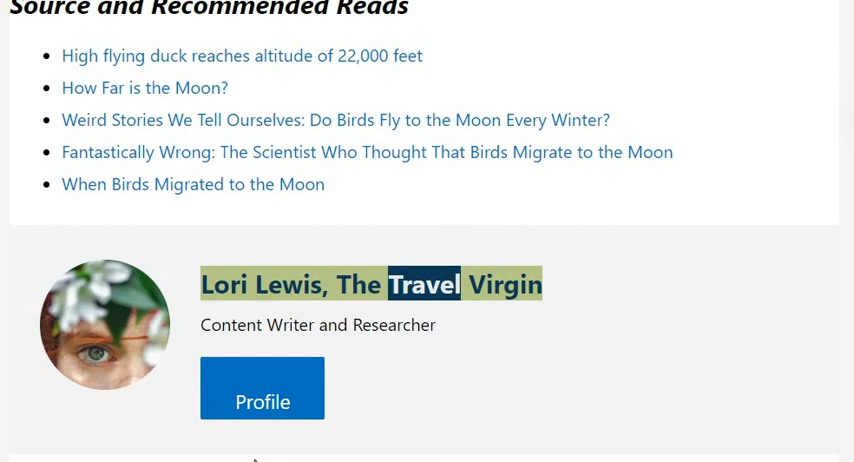 Source and Recommended Reads
High flying duck reaches altitude of 22,000 feet
How Far is the Moon?
Weird Stories We Tell Ourselves: Do Birds Fly to the Moon Every Winter?
Fantastically Wrong: The Scientist Who Thought That Birds Migrate to the Moon
When Birds Migrated to the Moon
Lori Lewis, The Travel Virgin
Content Writer and Researcher
Profile